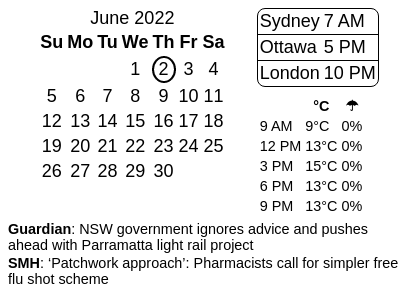 June 2022
Su Mo Tu We Th Fr Sa
1 2 3 4
5 6 7 8 9 10 11
12 13 14 15 16 17 18
19 20 21 22 23 24 25
26 27 28 29 30
Sydney 7 AM
Ottawa 5 PM
London 10 PM
°C ☂
9 AM 9°C 0%
12 PM 13°C 0%
3 PM 15°C 0%
6 PM 13°C 0%
9 PM 13°C 0%
Guardian: NSW government ignores advice and pushes
ahead with Parramatta light rail project
SMH: ‘Patchwork approach’: Pharmacists call for simpler free
flu shot scheme